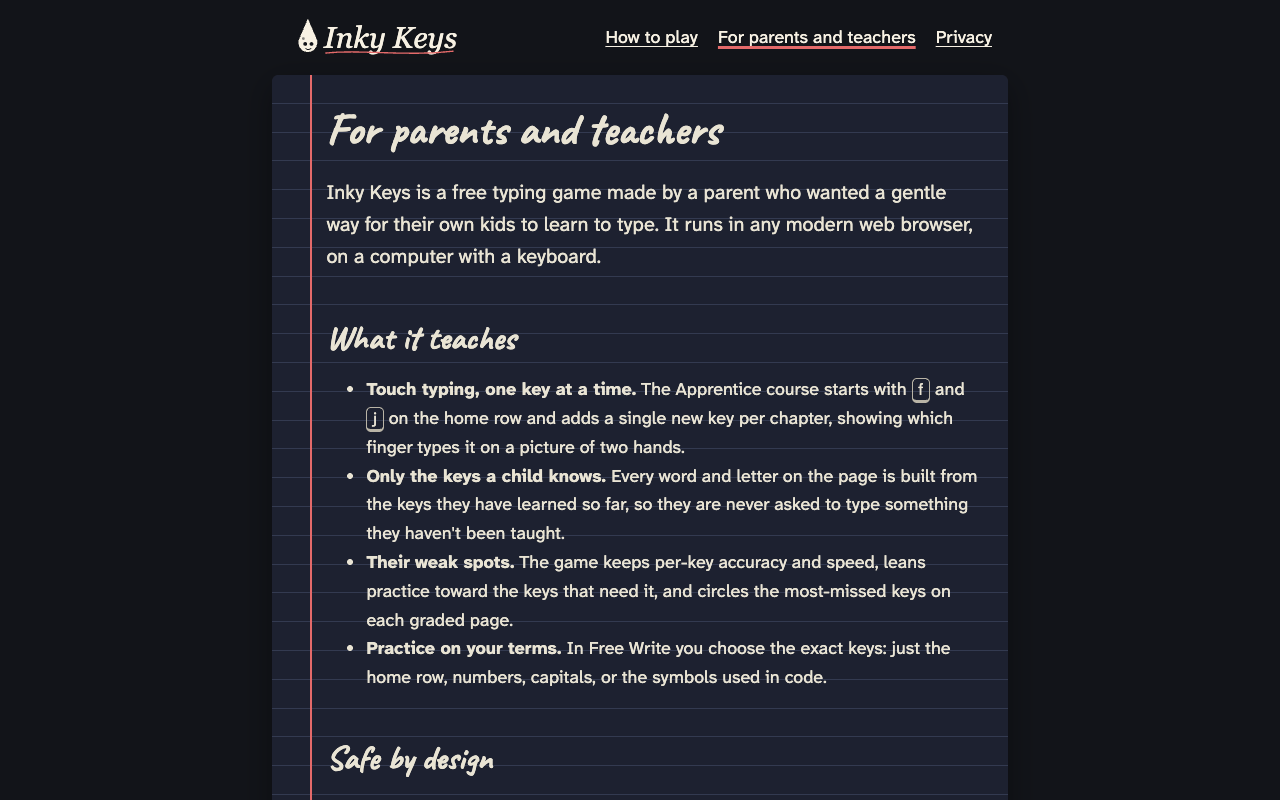 Inky Keys
How to play
For parents and teachers
Privacy
For parents and teachers
Inky Keys is a free typing game made by a parent who wanted a gentle
way for their own kids to learn to type. It runs in any modern web browser,
on a computer with a keyboard.
What it teaches
• Touch typing, one key at a time. The Apprentice course starts with f and
j on the home row and adds a single new key per chapter, showing which
finger types it on a picture of two hands.
• Only the keys a child knows. Every word and letter on the page is built from
the keys they have learned so far, so they are never asked to type something
they haven't been taught.
• Their weak spots. The game keeps per-key accuracy and speed, leans
practice toward the keys that need it, and circles the most-missed keys on
each graded page.
• Practice on your terms. In Free Write you choose the exact keys: just the
home row, numbers, capitals, or the symbols used in code.
Safe by design